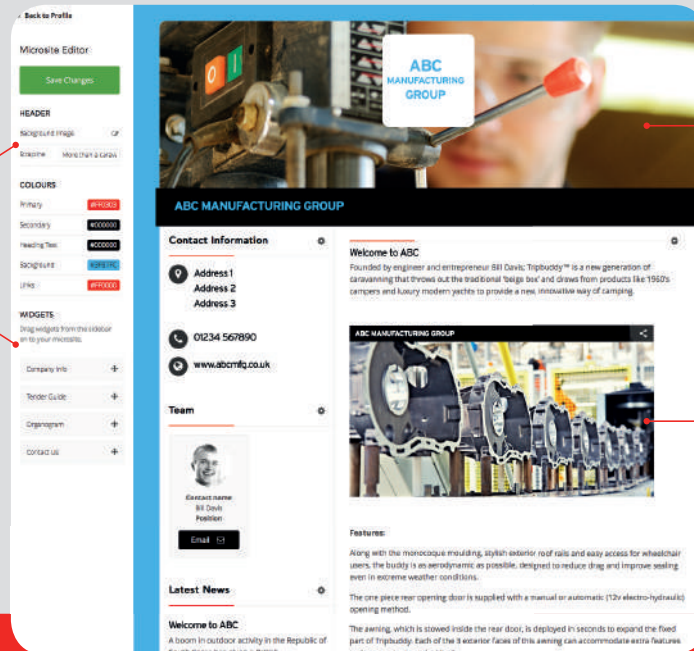 Back to Profile
Microsite Editor
Save Changes
HEADER
Background Image
Strapline More than a carava
COLOURS
Primary #FF0303
Secondary #000000
Heading Text #000000
Background
Links #FF0000
WIDGETS
Drag widgets from the sidebar
on to your microsite.
Company Info
Tender Guide
Organogram
Contact Us
ABC
MANUFACTURING
GROUP
ABC MANUFACTURING GROUP
Contact Information
Address 1
Address 2
Address 3
01234 567890
www.abcmfg.co.uk
Team
Contact name
Bill Davis
Position
Email
Latest News
Welcome to ABC
A boom in outdoor activity in the Republic of
Welcome to ABC
Founded by engineer and entrepreneur Bill Davis; Tripbuddy™ is a new generation of
caravanning that throws out the traditional 'beige box' and draws from products like 1960's
campers and luxury modern yachts to provide a new, innovative way of camping.
ABC MANUFACTURING GROUP
Features:
Along with the monocoque moulding, stylish exterior roof rails and easy access for wheelchair
users, the buddy is as aerodynamic as possible, designed to reduce drag and improve sealing
even in extreme weather conditions.
The one piece rear opening door is supplied with a manual or automatic (12v electro-hydraulic)
opening method.
The awning, which is stowed inside the rear door, is deployed in seconds to expand the fixed
part of Tripbuddy. Each of the 3 exterior faces of this awning can accommodate extra features